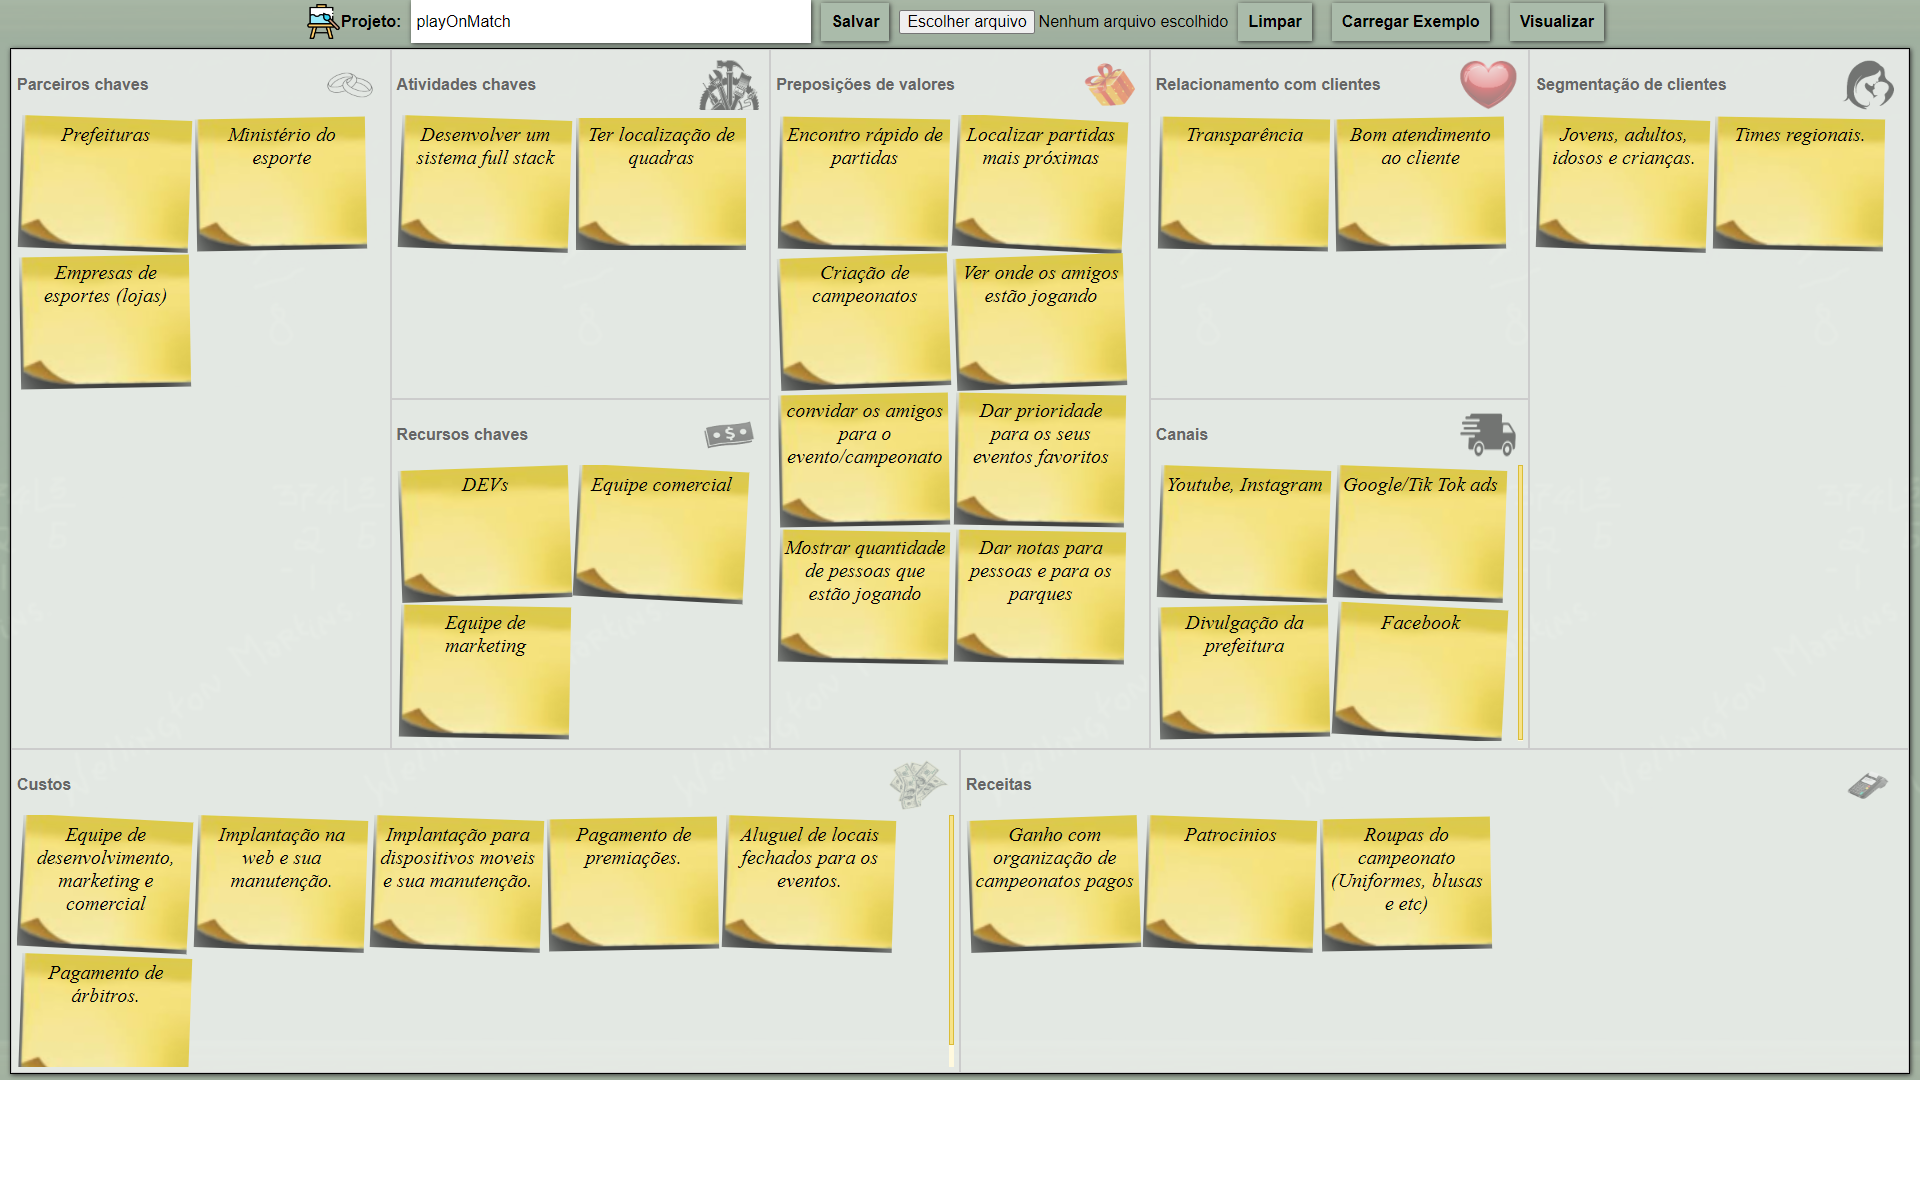 Projeto: playOnMatch Salvar Escolher arquivo Nenhum arquivo escolhido Limpar Carregar Exemplo Visualizar
Parceiros chaves
Prefeituras
Ministério do
esporte
Empresas de
esportes (lojas)
Atividades chaves
Desenvolver um
sistema full stack
Ter localização de
quadras
Recursos chaves
DEVs
Equipe comercial
Equipe de
marketing
Preposições de valores
Encontro rápido de
partidas
Localizar partidas
mais próximas
Criação de
campeonatos
Ver onde os amigos
estão jogando
convidar os amigos
para o
evento/campeonato
Dar prioridade
para os seus
eventos favoritos
Mostrar quantidade
de pessoas que
estão jogando
Dar notas para
pessoas e para os
parques
Relacionamento com clientes
Transparência
Bom atendimento
ao cliente
Canais
Youtube, Instagram
Google/Tik Tok ads
Divulgação da
prefeitura
Facebook
Segmentação de clientes
Jovens, adultos,
idosos e crianças.
Times regionais.
Custos
Equipe de
desenvolvimento,
marketing e
comercial
Implantação na
web e sua
manutenção.
Implantação para
dispositivos moveis
e sua manutenção.
Pagamento de
premiações.
Aluguel de locais
fechados para os
eventos.
Pagamento de
árbitros.
Receitas
Ganho com
organização de
campeonatos pagos
Patrocinios
Roupas do
campeonato
(Uniformes, blusas
e etc)